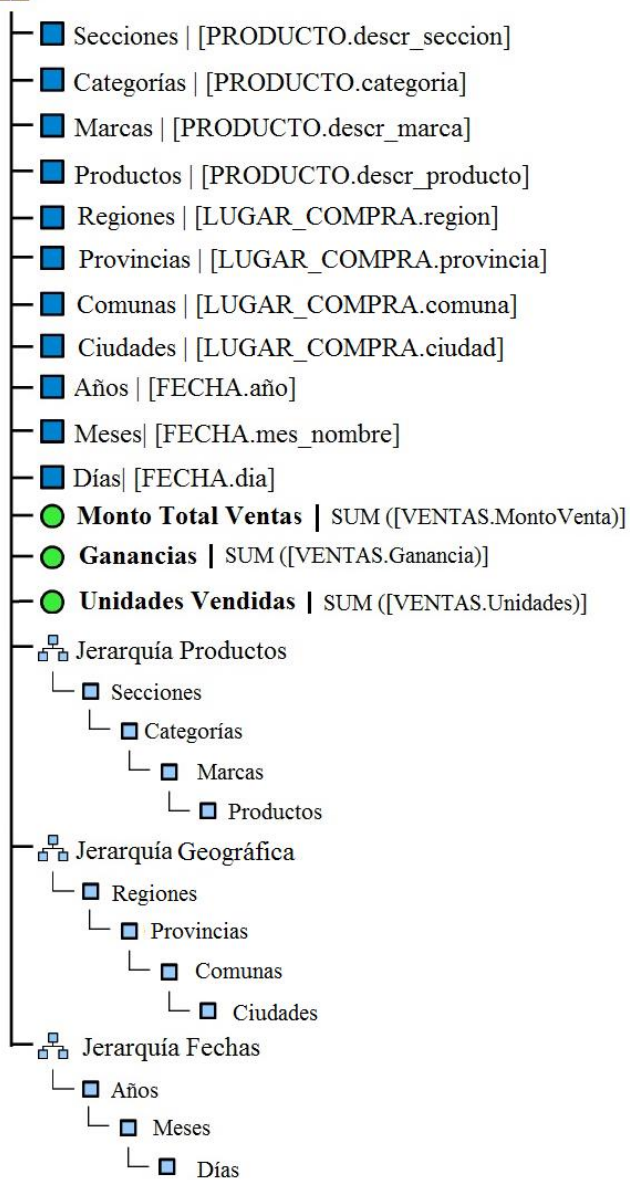 Secciones | [PRODUCTO.descr_seccion]
Categorías | [PRODUCTO.categoria]
Marcas | [PRODUCTO.descr_marca]
Productos | [PRODUCTO.descr_producto]
Regiones | [LUGAR_COMPRA.region]
Provincias | [LUGAR_COMPRA.provincia]
Comunas | [LUGAR_COMPRA.comuna]
Ciudades | [LUGAR_COMPRA.ciudad]
Años | [FECHA.año]
Meses| [FECHA.mes_nombre]
Días| [FECHA.dia]
Monto Total Ventas | SUM ([VENTAS.MontoVenta)]
Ganancias | SUM ([VENTAS.Ganancia)]
Unidades Vendidas | SUM ([VENTAS.Unidades)]
Jerarquía Productos
Secciones
Categorías
Marcas
Productos
Jerarquía Geográfica
Regiones
Provincias
Comunas
Ciudades
Jerarquía Fechas
Años
Meses
Días